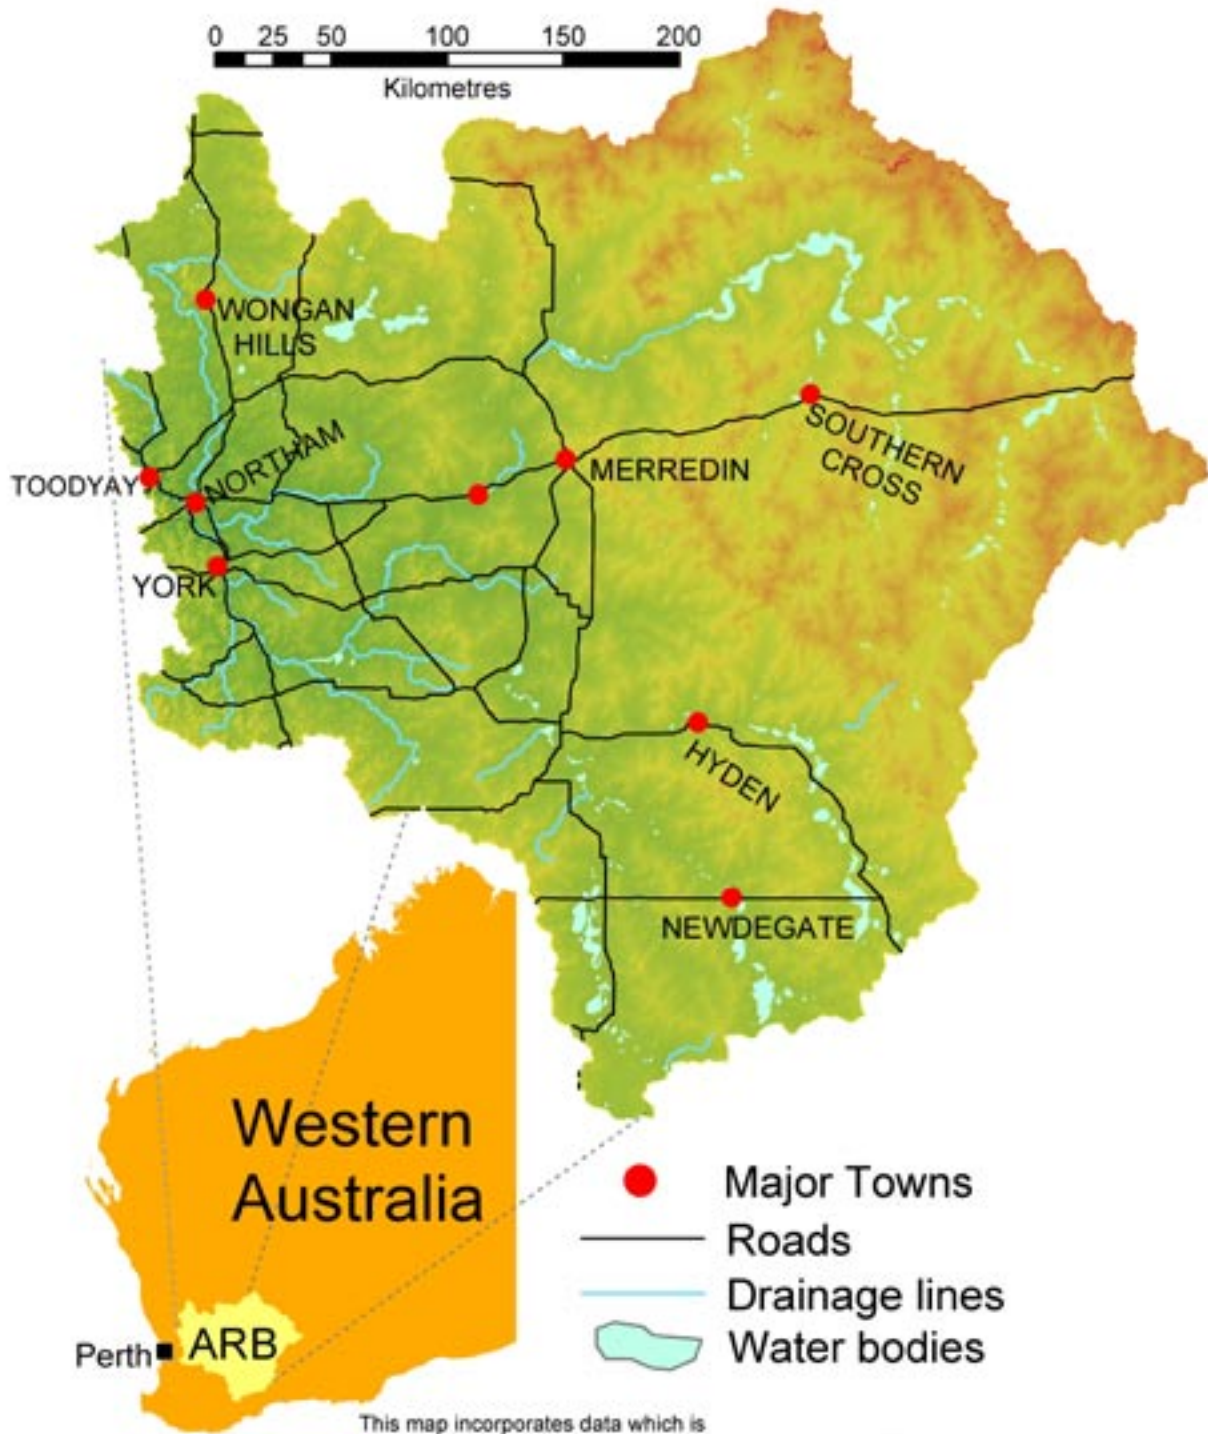 0 25 50 100 150 200
Kilometres
WONGAN
HILLS
NORTHAM
TOODYAY
MERREDIN
SOUTHERN
CROSS
YORK
HYDEN
NEWDEGATE
Western
Australia
Major Towns
Roads
Drainage lines
Water bodies
Perth
ARB
This map incorporates data which is